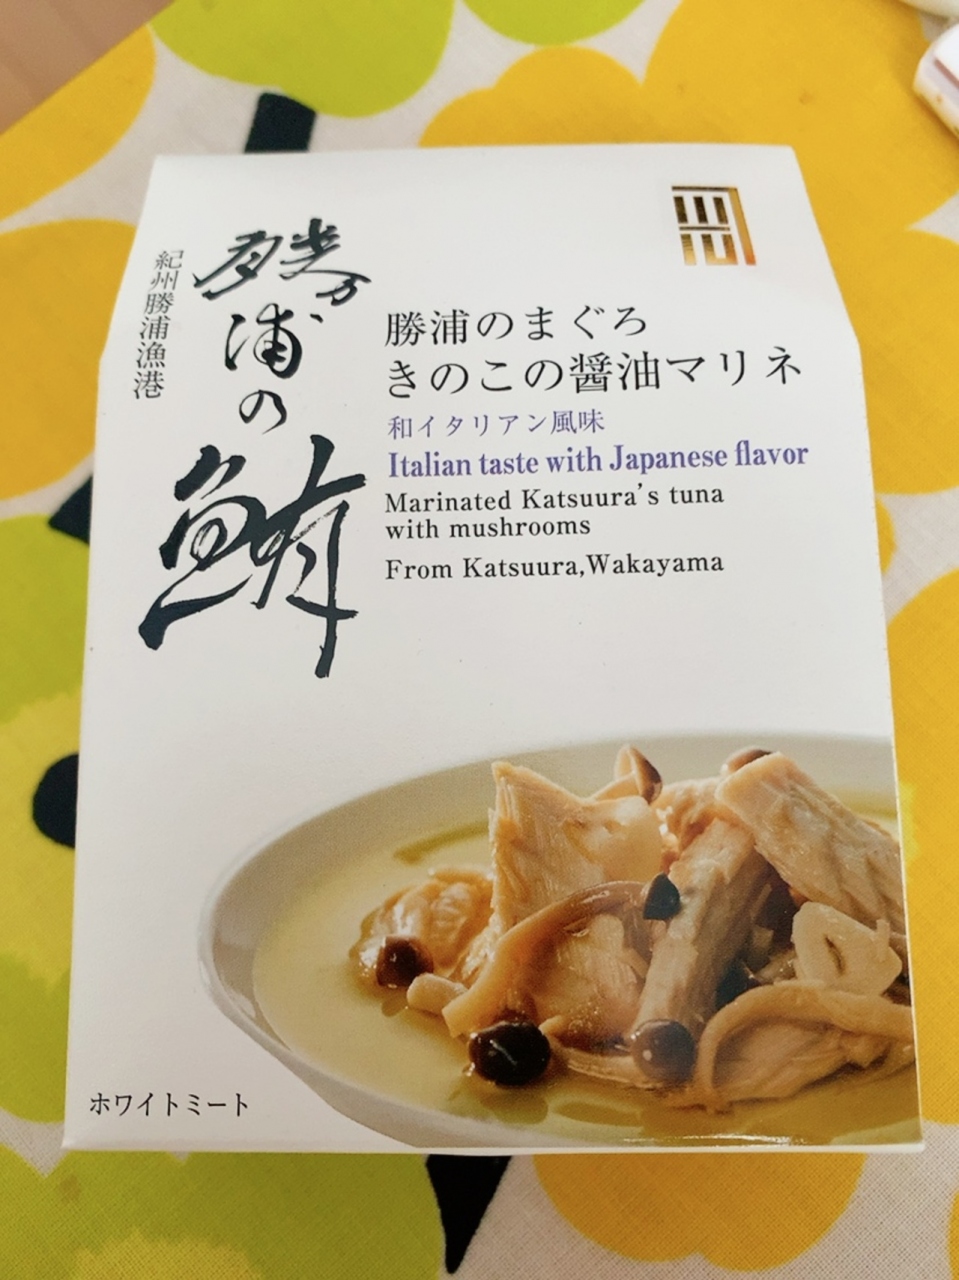 紀州勝浦漁港
勝浦の鮪
勝浦のまぐろ
きのこの醤油マリネ
和イタリアン風味
Italian taste with Japanese flavor
Marinated Katsuura's tuna
with mushrooms
From Katsuura,Wakayama
ホワイトミート